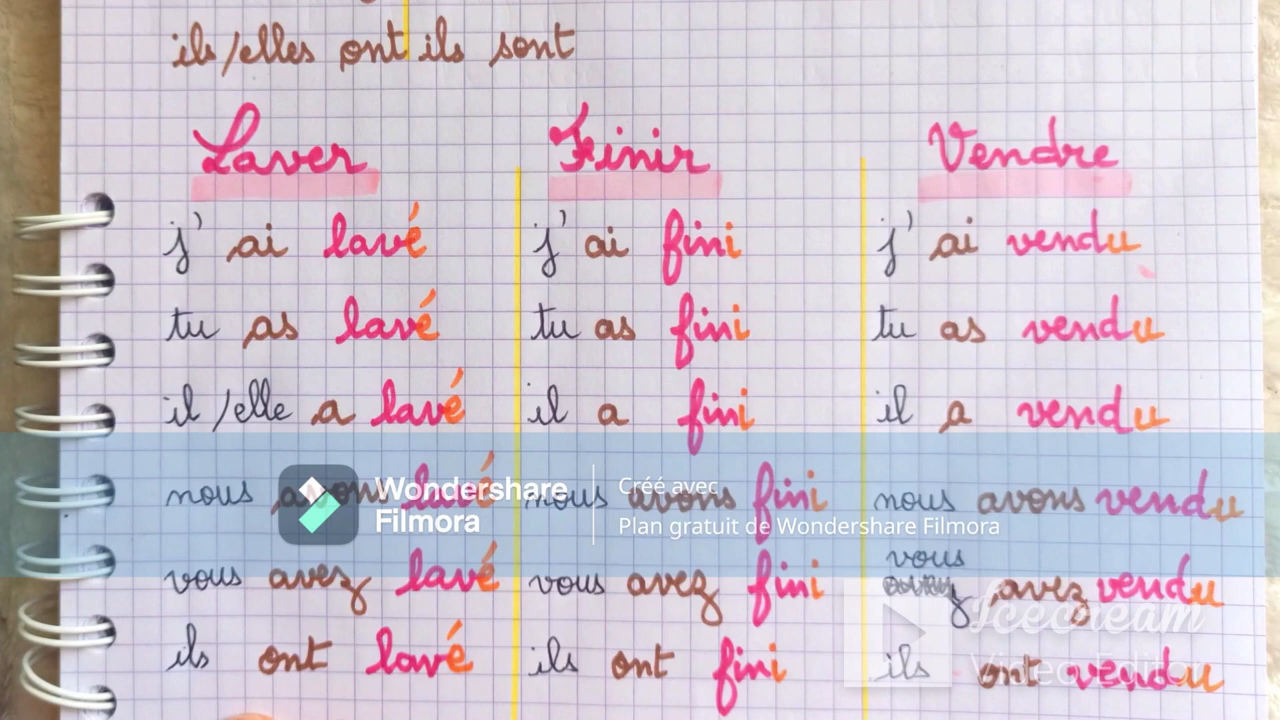 ils/elles ont ils sont
Laver Finir Vendre
j'ai lavé j'ai fini j'ai vendu
tu as lavé tu as fini tu as vendu
il/elle a lavé il a fini il a vendu
nous avons lavé nous avons fini nous avons vendu
Wondershare Filmora
Créé avec
Plan gratuit de Wondershare Filmora
vous
vous avez lavé vous avez fini avez vendu
ils ont lavé ils ont fini ils ont vendu
Icecream
Video Editor